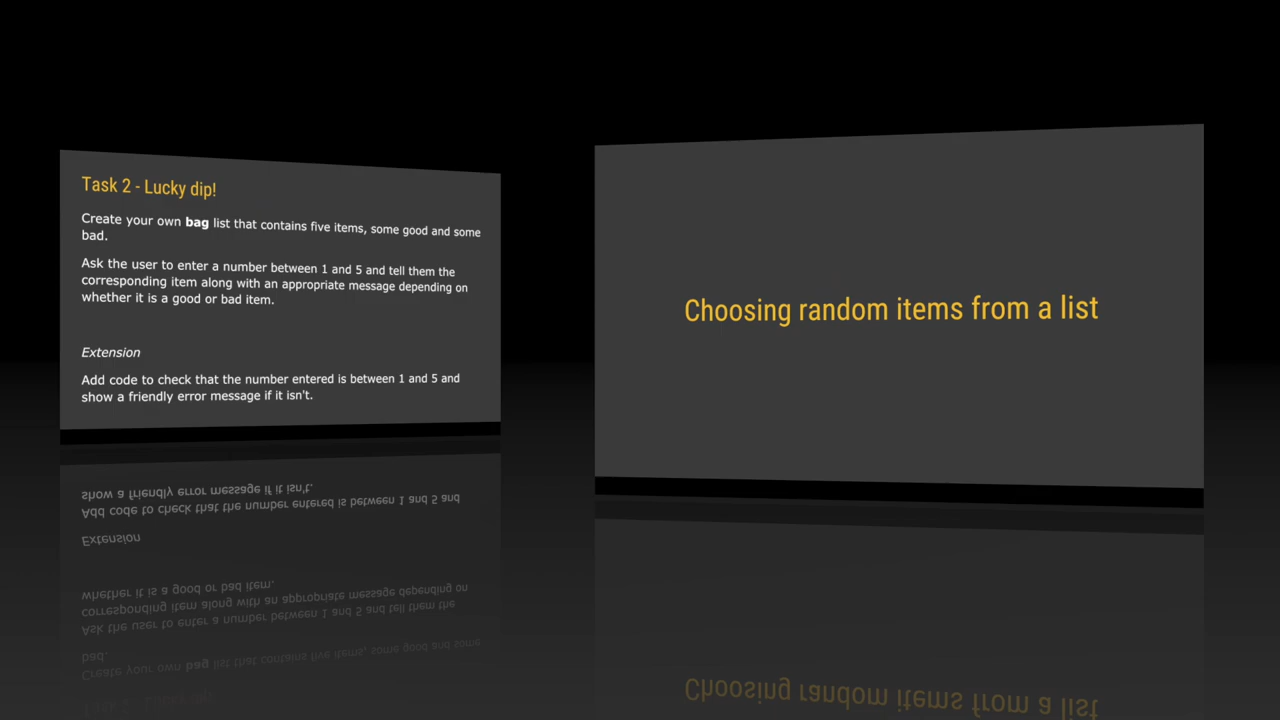 Task 2 - Lucky dip!
Create your own bag list that contains five items, some good and some
bad.
Ask the user to enter a number between 1 and 5 and tell them the
corresponding item along with an appropriate message depending on
whether it is a good or bad item.
Extension
Add code to check that the number entered is between 1 and 5 and
show a friendly error message if it isn't.
Choosing random items from a list